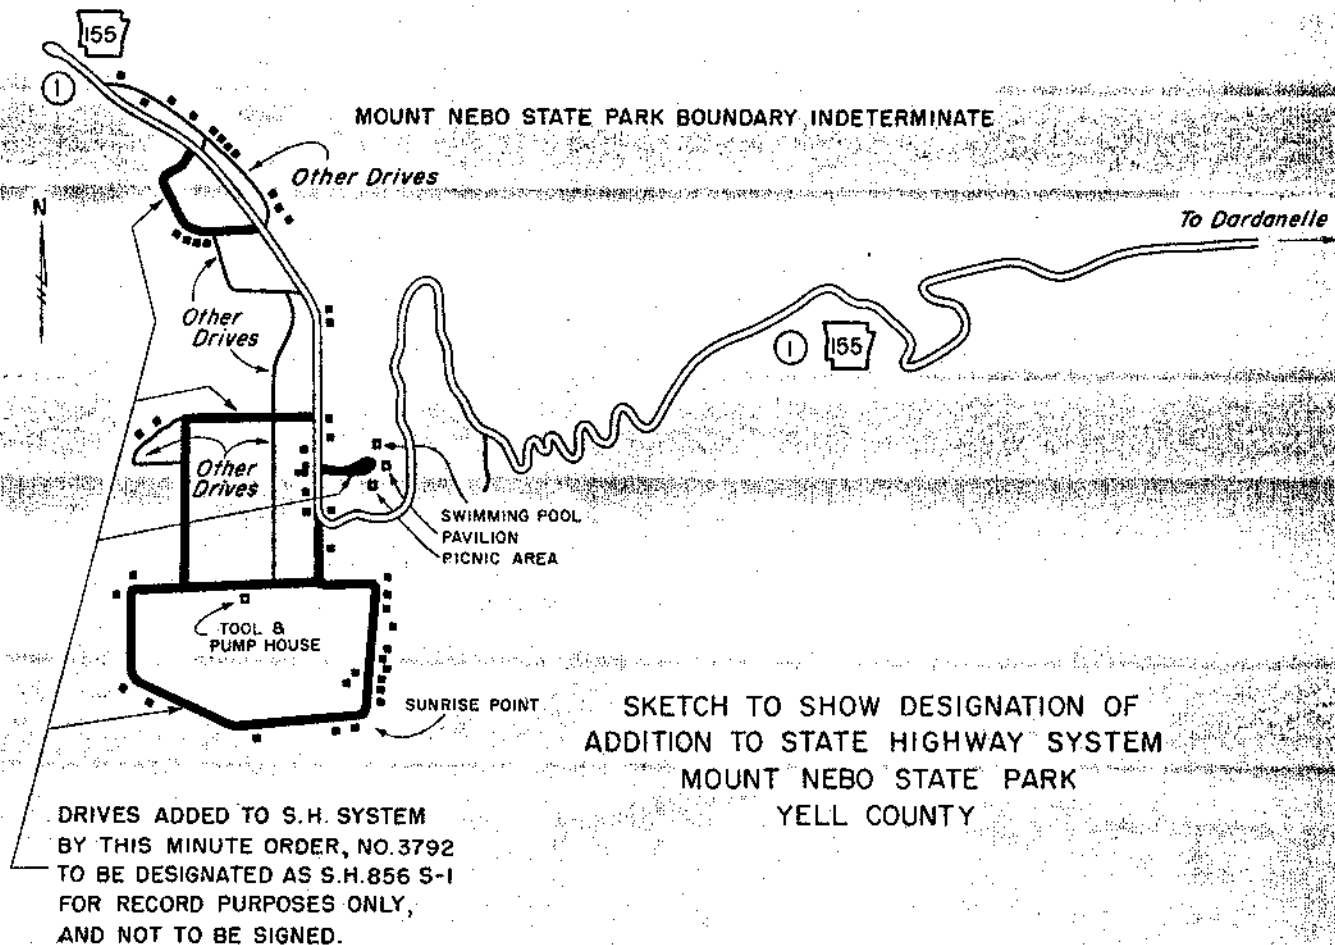 155
1
MOUNT NEBO STATE PARK BOUNDARY INDETERMINATE
Other Drives
N
To Dardanelle
Other
Drives
1
155
Other
Drives
SWIMMING POOL
PAVILION
PICNIC AREA
TOOL &
PUMP HOUSE
SUNRISE POINT
SKETCH TO SHOW DESIGNATION OF
ADDITION TO STATE HIGHWAY SYSTEM
MOUNT NEBO STATE PARK
YELL COUNTY
DRIVES ADDED TO S.H. SYSTEM
BY THIS MINUTE ORDER, NO. 3792
TO BE DESIGNATED AS S.H. 856 S-1
FOR RECORD PURPOSES ONLY,
AND NOT TO BE SIGNED.